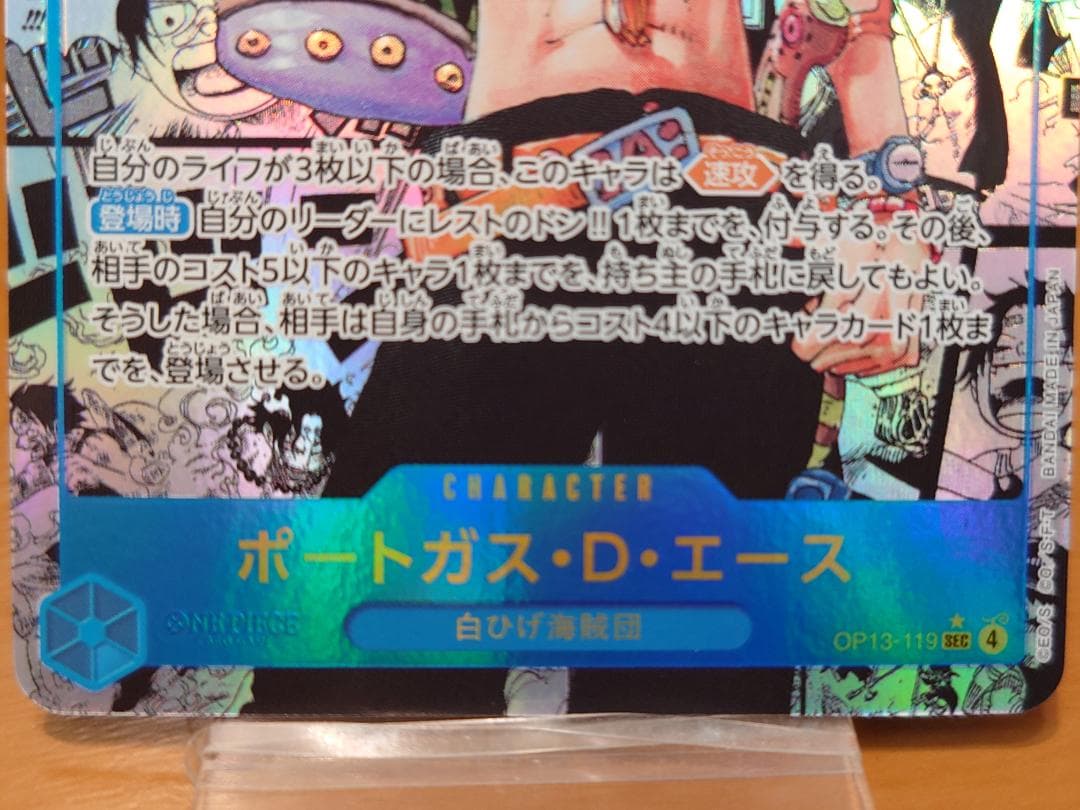 自分のライフが3枚以下の場合、このキャラは 速攻 を得る。
登場時 自分のリーダーにレストのドン!!1枚までを、付与する。その後、
相手のコスト5以下のキャラ1枚までを、持ち主の手札に戻してもよい。
そうした場合、相手は自身の手札からコスト4以下のキャラカード1枚ま
でを、登場させる。
CHARACTER
ポートガス・D・エース
白ひげ海賊団
ONE PIECE
CARD GAME
OP13-119 SEC 4
©E.O./S. ©E.O./S.,F,T BANDAI MADE IN JAPAN
!!!